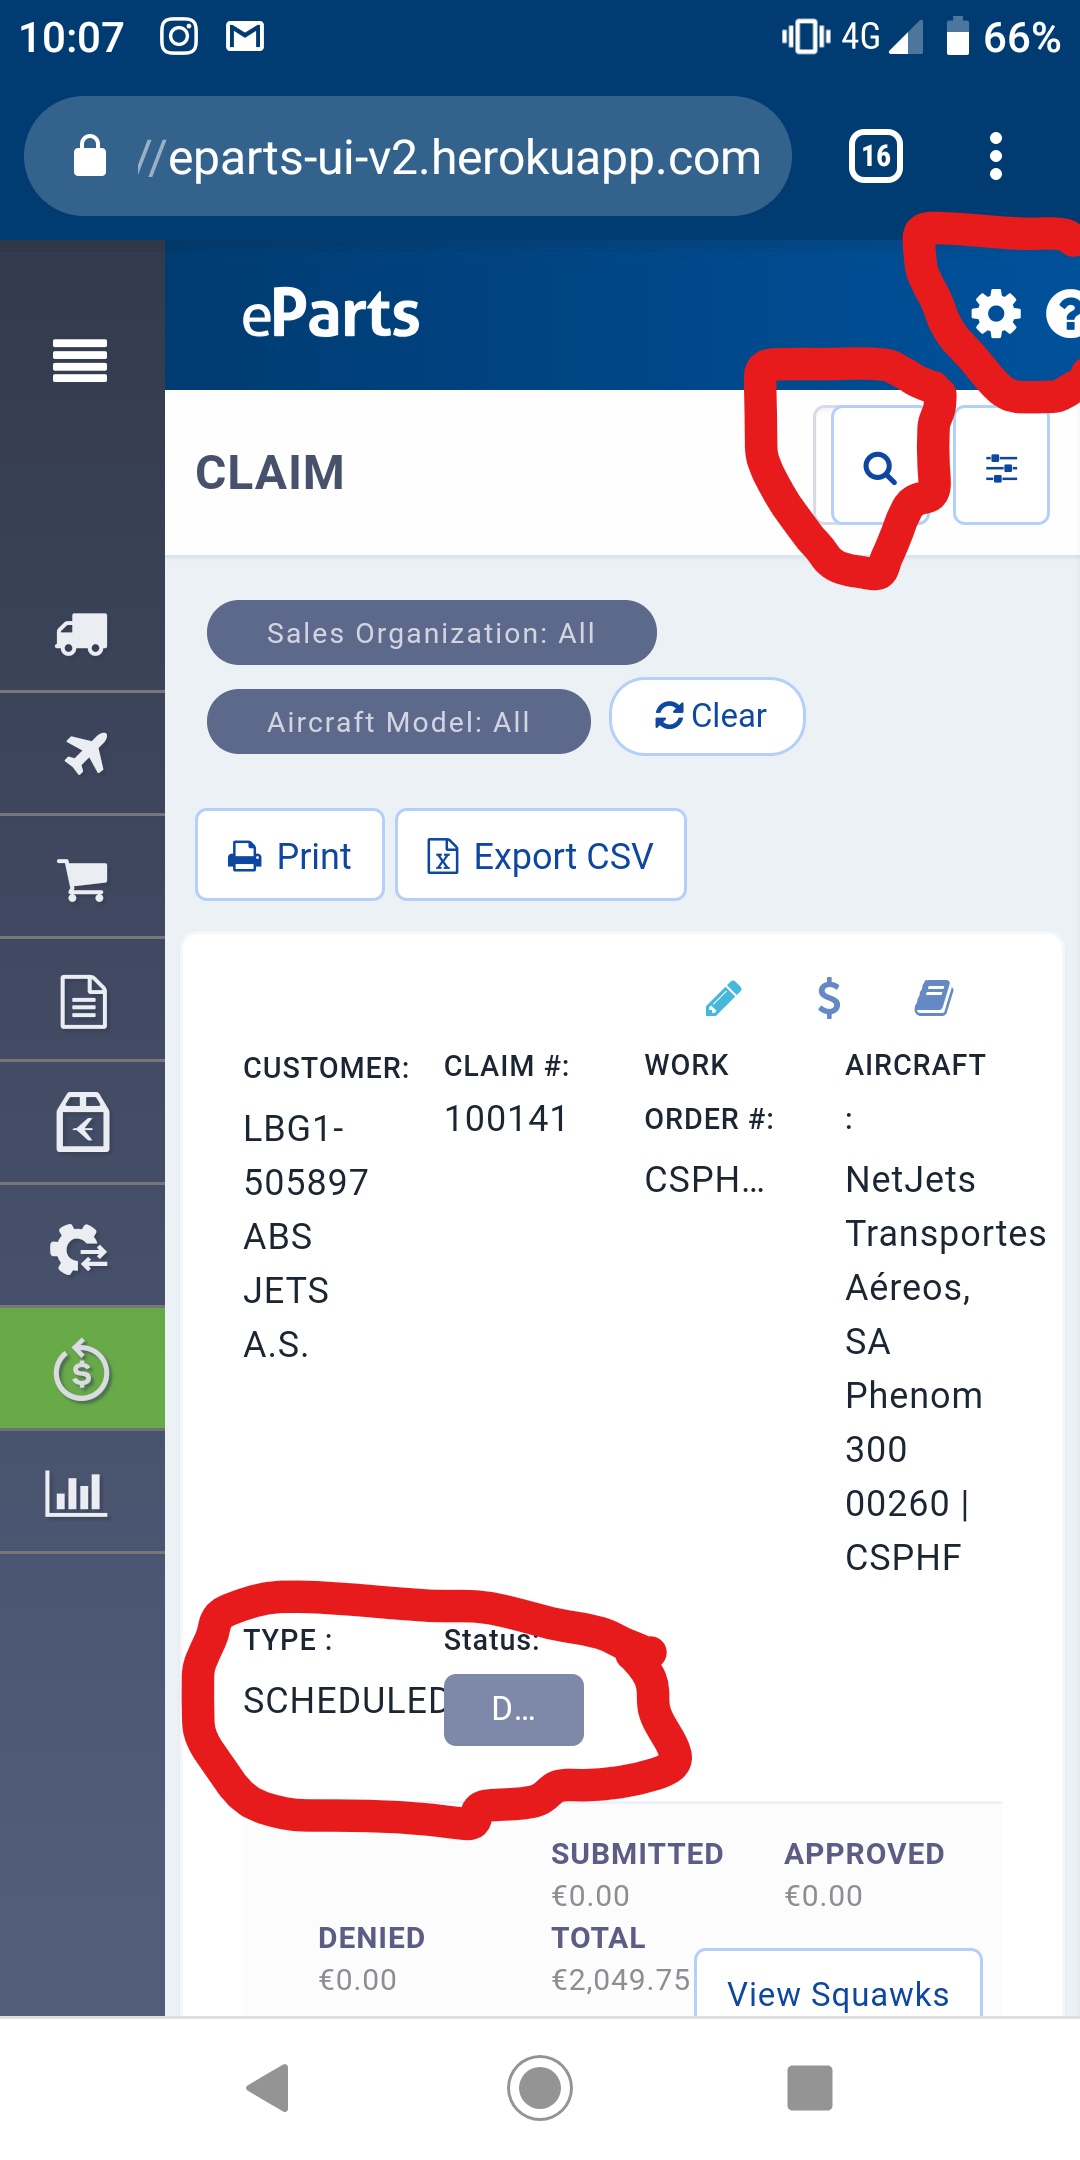 10:07 4G 66%
//eparts-ui-v2.herokuapp.com 16
eParts ?
CLAIM
Sales Organization: All
Aircraft Model: All Clear
Print X Export CSV
$
CUSTOMER: CLAIM #: WORK AIRCRAFT
ORDER #: :
LBG1- 100141 CSPH... NetJets
505897 Transportes
ABS Aéreos,
JETS SA
A.S. Phenom
300
00260 |
CSPHF
TYPE : Status:
SCHEDULED D...
SUBMITTED APPROVED
€0.00 €0.00
DENIED TOTAL
€0.00 €2,049.75 View Squawks